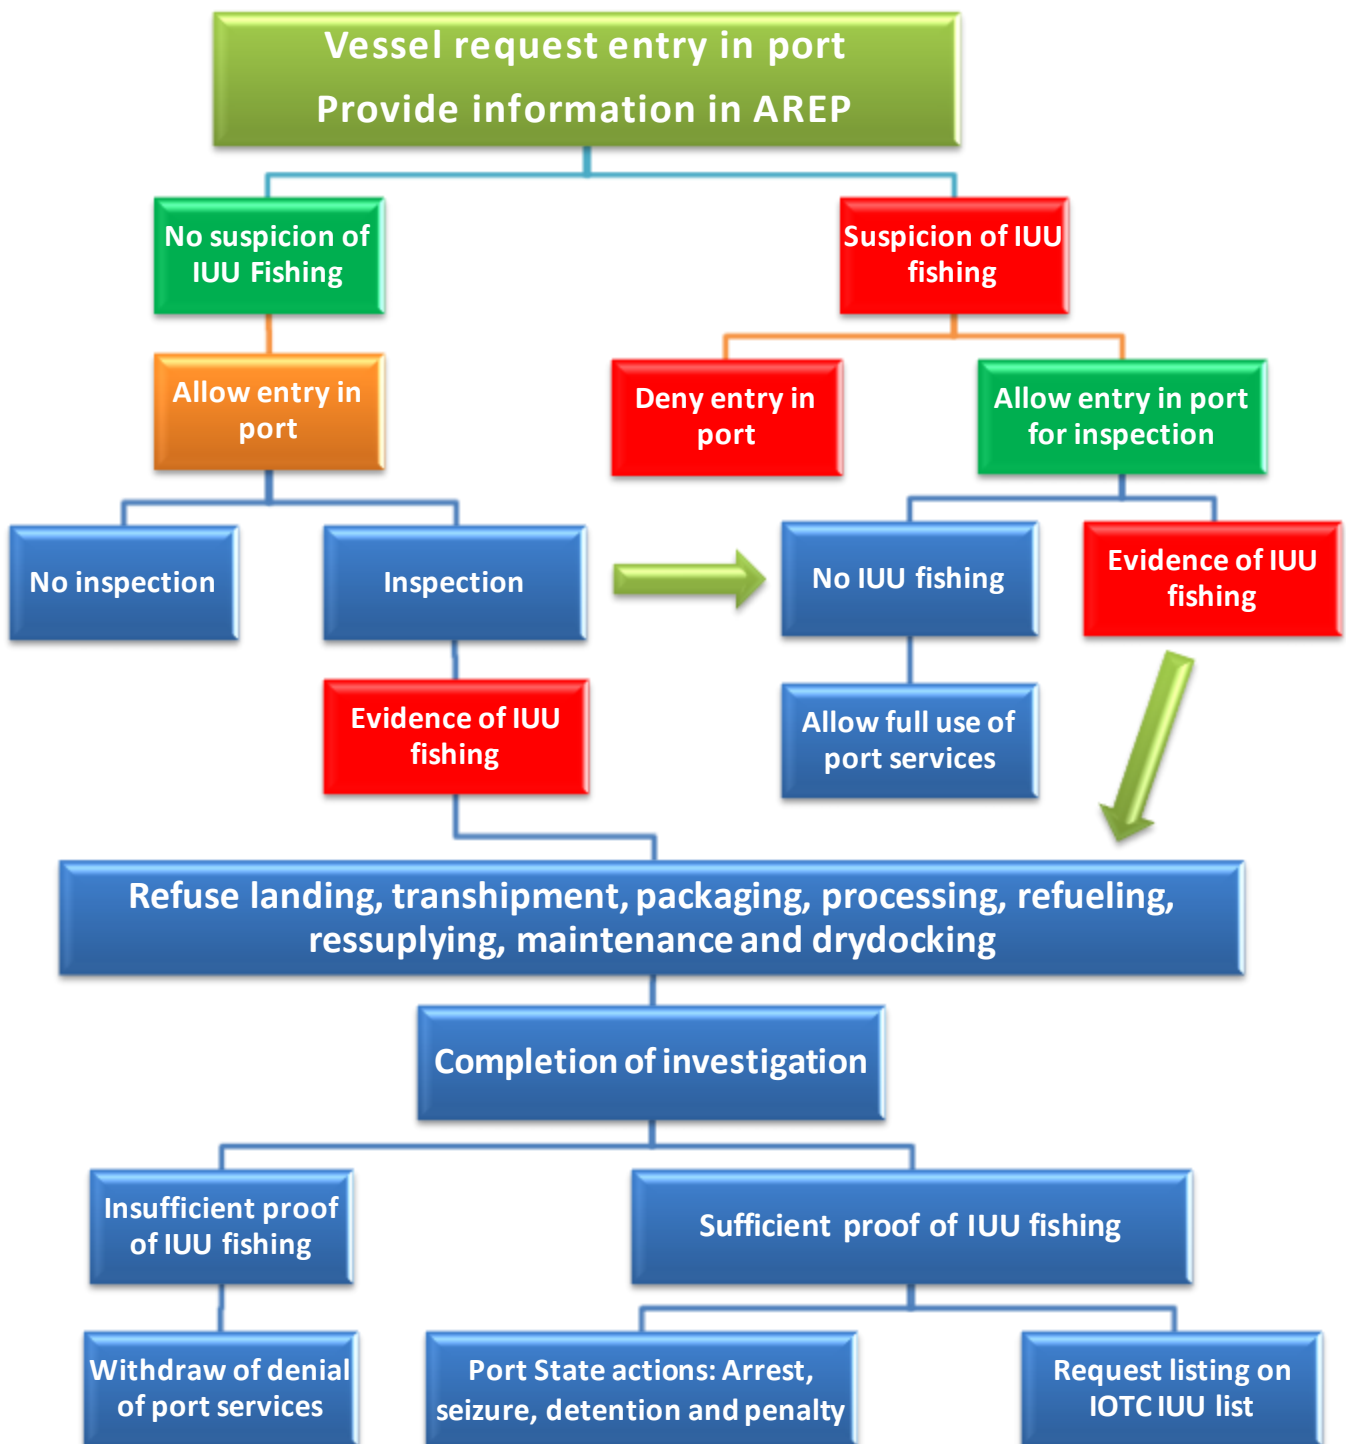 Vessel request entry in port
Provide information in AREP
No suspicion of
IUU Fishing
Suspicion of IUU
fishing
Allow entry in
port
Deny entry in
port
Allow entry in port
for inspection
No inspection
Inspection
No IUU fishing
Evidence of IUU
fishing
Evidence of IUU
fishing
Allow full use of
port services
Refuse landing, transhipment, packaging, processing, refueling,
ressuplying, maintenance and drydocking
Completion of investigation
Insufficient proof
of IUU fishing
Sufficient proof of IUU fishing
Withdraw of denial
of port services
Port State actions: Arrest,
seizure, detention and penalty
Request listing on
IOTC IUU list